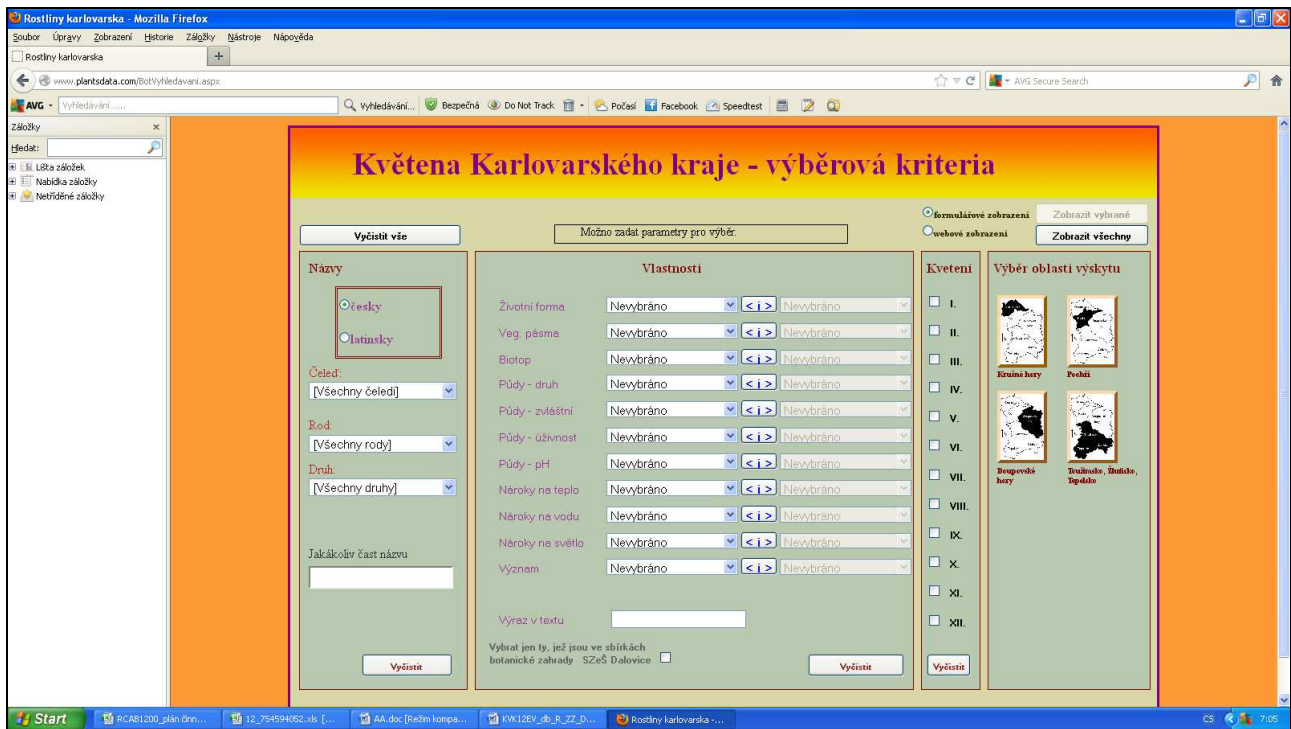 Rostliny karlovarska - Mozilla Firefox
Soubor Úpravy Zobrazení Historie Záložky Nástroje Nápověda
Rostliny karlovarska +
www.plantsdata.com/BotVyhledavani.aspx AVG Secure Search
AVG Vyhledávání ...... Vyhledávání... Bezpečná Do Not Track Počasí Facebook Speedtest
Záložky x
Hledat:
Lišta záložek
Nabídka záložky
Netříděné záložky
Květena Karlovarského kraje - výběrová kriteria
formulářové zobrazení Zobrazit vybrané
Vyčistit vše Možno zadat parametry pro výběr. webové zobrazení Zobrazit všechny
Názvy Vlastnosti Kvetení Výběr oblastí výskytu
česky
latinsky
Čeleď:
[Všechny čeledi]
Rod:
[Všechny rody]
Druh:
[Všechny druhy]
Jakákoliv čast názvu
Vyčistit
Životní forma Nevybráno < i > Nevybráno
Veg. pásma Nevybráno < i > Nevybráno
Biotop Nevybráno < i > Nevybráno
Půdy - druh Nevybráno < i > Nevybráno
Půdy - zvláštní Nevybráno < i > Nevybráno
Půdy - úživnost Nevybráno < i > Nevybráno
Půdy - pH Nevybráno < i > Nevybráno
Nároky na teplo Nevybráno < i > Nevybráno
Nároky na vodu Nevybráno < i > Nevybráno
Nároky na světlo Nevybráno < i > Nevybráno
Význam Nevybráno < i > Nevybráno
Výraz v textu
Vybrat jen ty, jež jsou ve sbírkách
botanické zahrady SZeŠ Dalovice
Vyčistit
I.
II.
III.
IV.
V.
VI.
VII.
VIII.
IX.
X.
XI.
XII.
Vyčistit
Krušné hory Poohří
Doupovské
hory
Toužimsko, Žluticko,
Tepelsko
Start RCAB1200_plán činn... 12_754594052.xls [... AA.doc [Režim kompa... KVK12EV_db_R_ZZ_D... Rostliny karlovarska -... CS 7:05